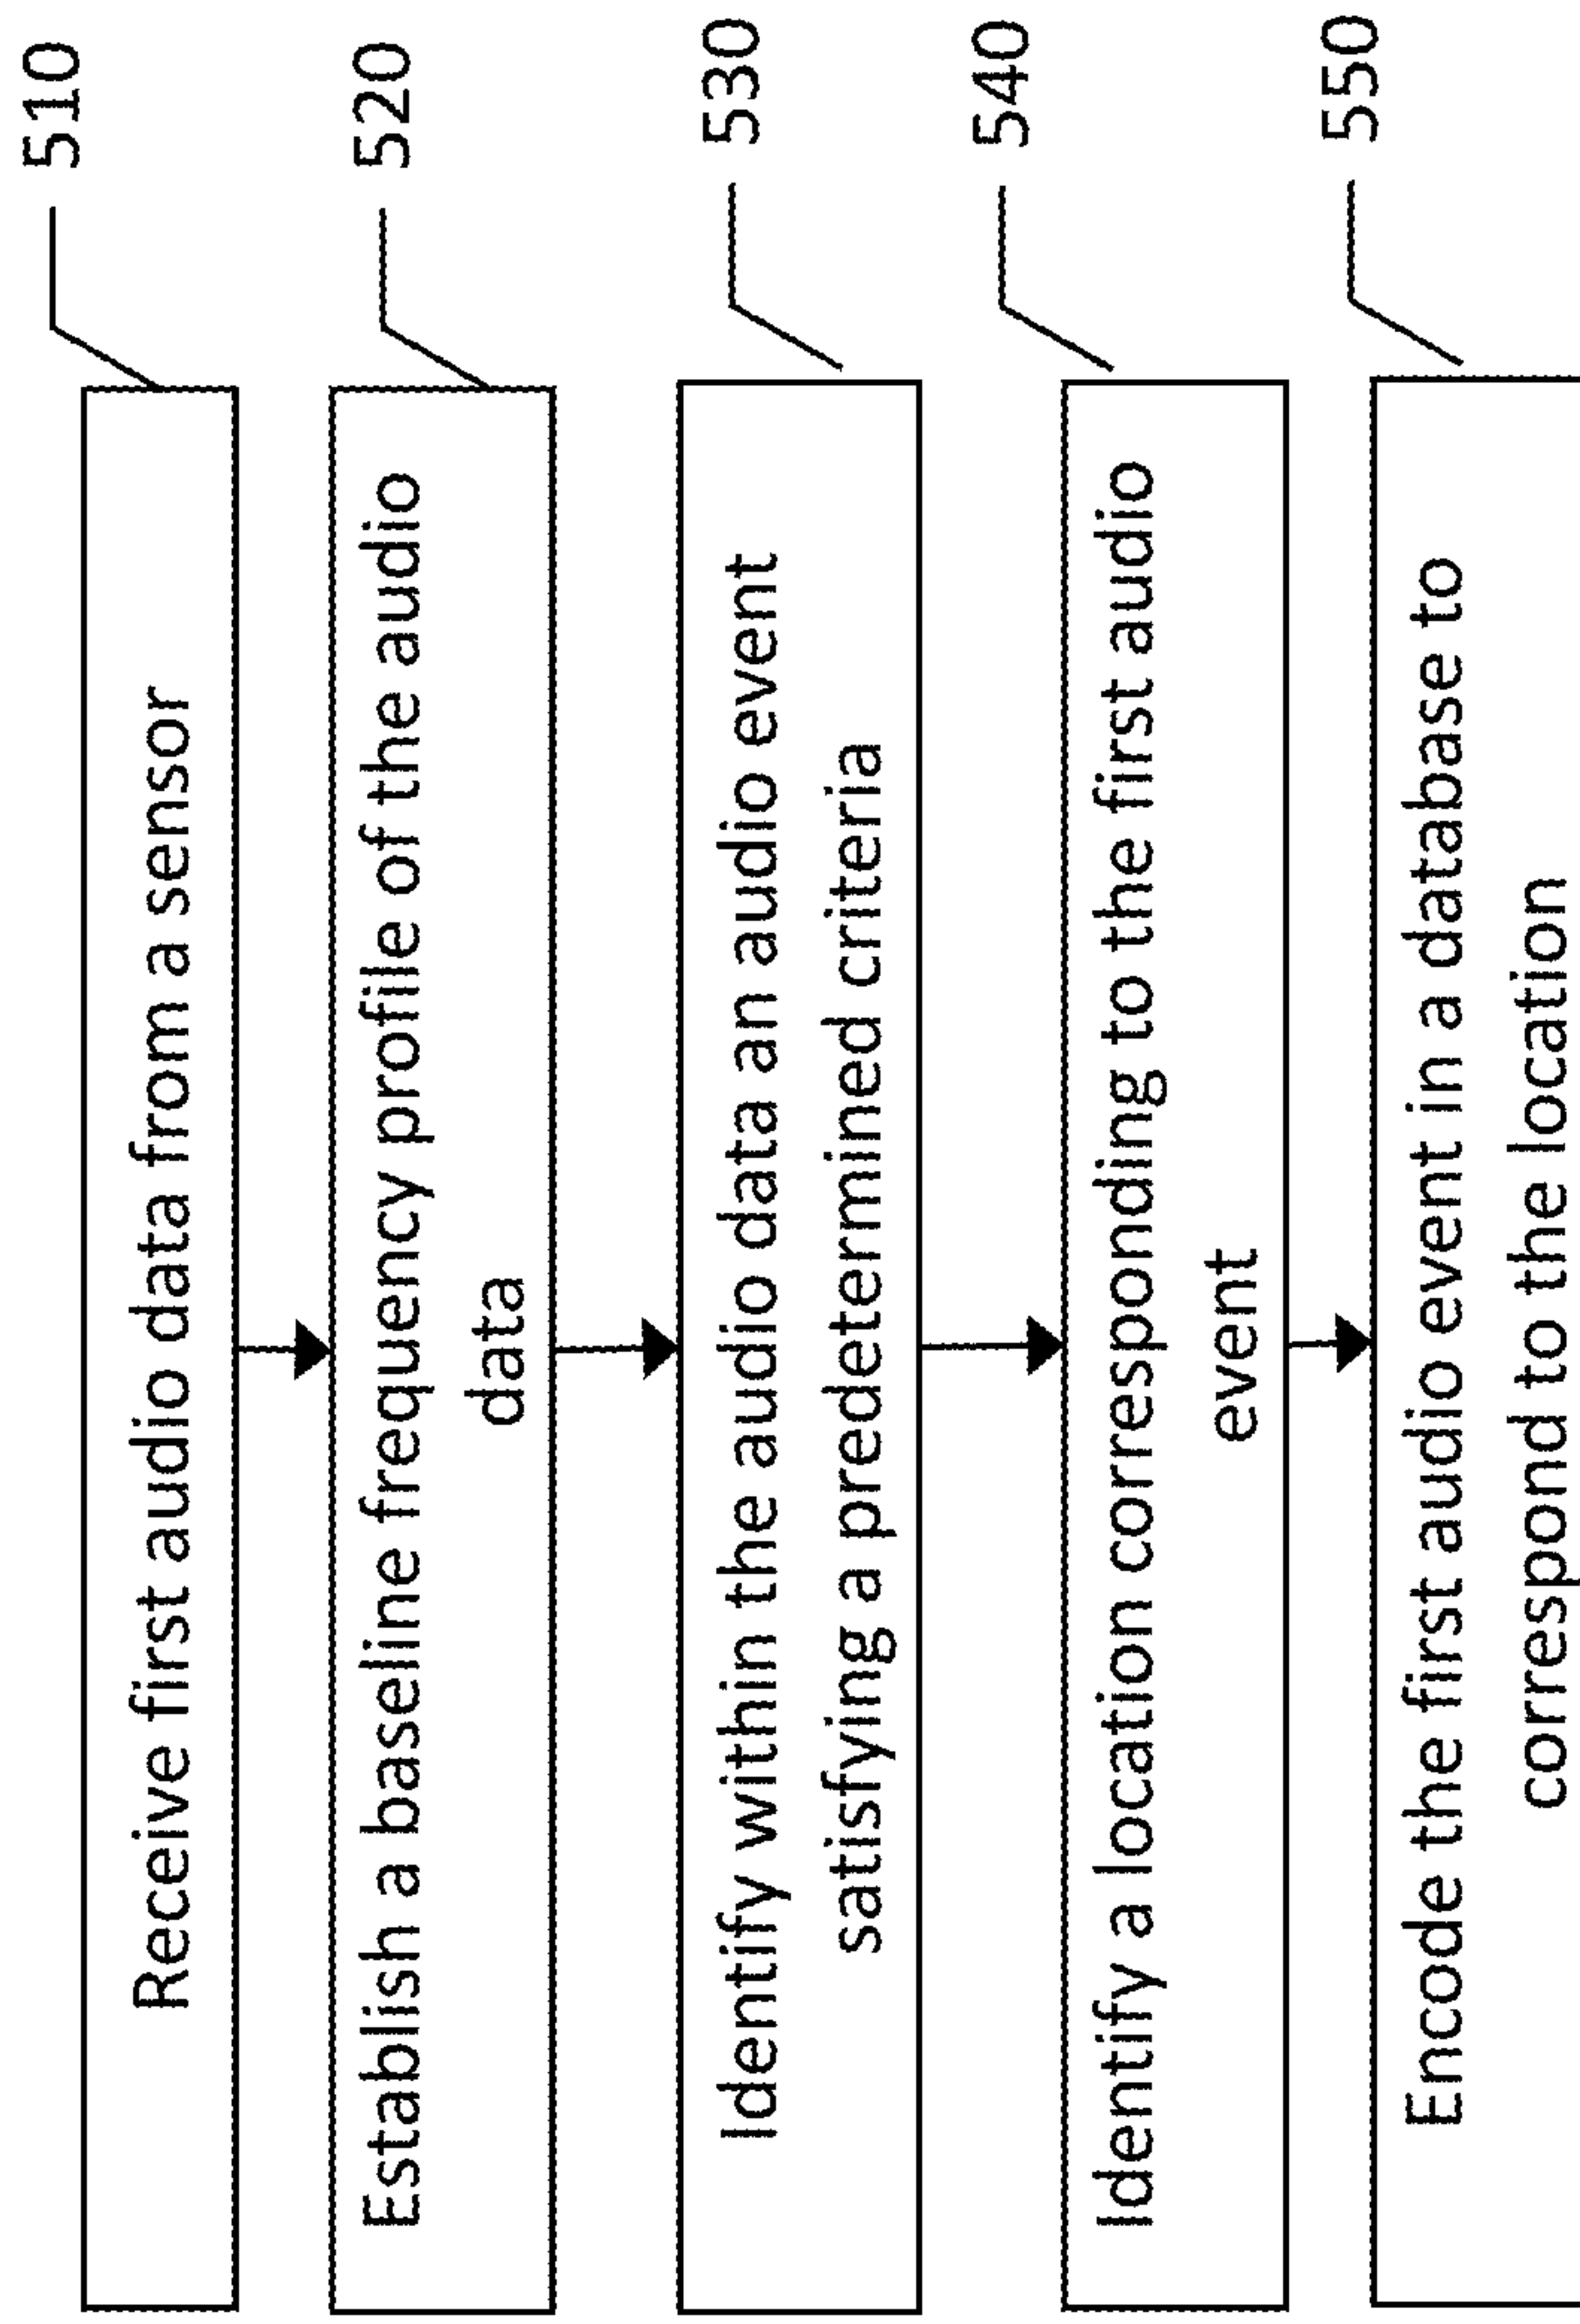 Receive first audio data from a sensor
510
Establish a baseline frequency profile of the audio
data
520
Identify within the audio data an audio event
satisfying a predetermined criteria
530
Identify a location corresponding to the first audio
event
540
Encode the first audio event in a database to
correspond to the location
550